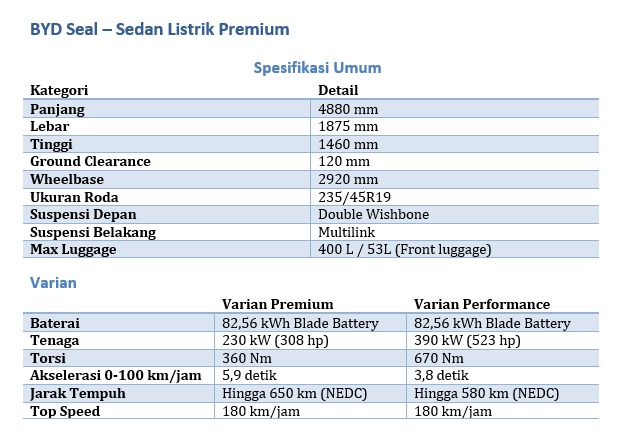 BYD Seal – Sedan Listrik Premium
Spesifikasi Umum
Kategori Detail
Panjang 4880 mm
Lebar 1875 mm
Tinggi 1460 mm
Ground Clearance 120 mm
Wheelbase 2920 mm
Ukuran Roda 235/45R19
Suspensi Depan Double Wishbone
Suspensi Belakang Multilink
Max Luggage 400 L / 53L (Front luggage)
Varian
Varian Premium Varian Performance
Baterai 82,56 kWh Blade Battery 82,56 kWh Blade Battery
Tenaga 230 kW (308 hp) 390 kW (523 hp)
Torsi 360 Nm 670 Nm
Akselerasi 0-100 km/jam 5,9 detik 3,8 detik
Jarak Tempuh Hingga 650 km (NEDC) Hingga 580 km (NEDC)
Top Speed 180 km/jam 180 km/jam